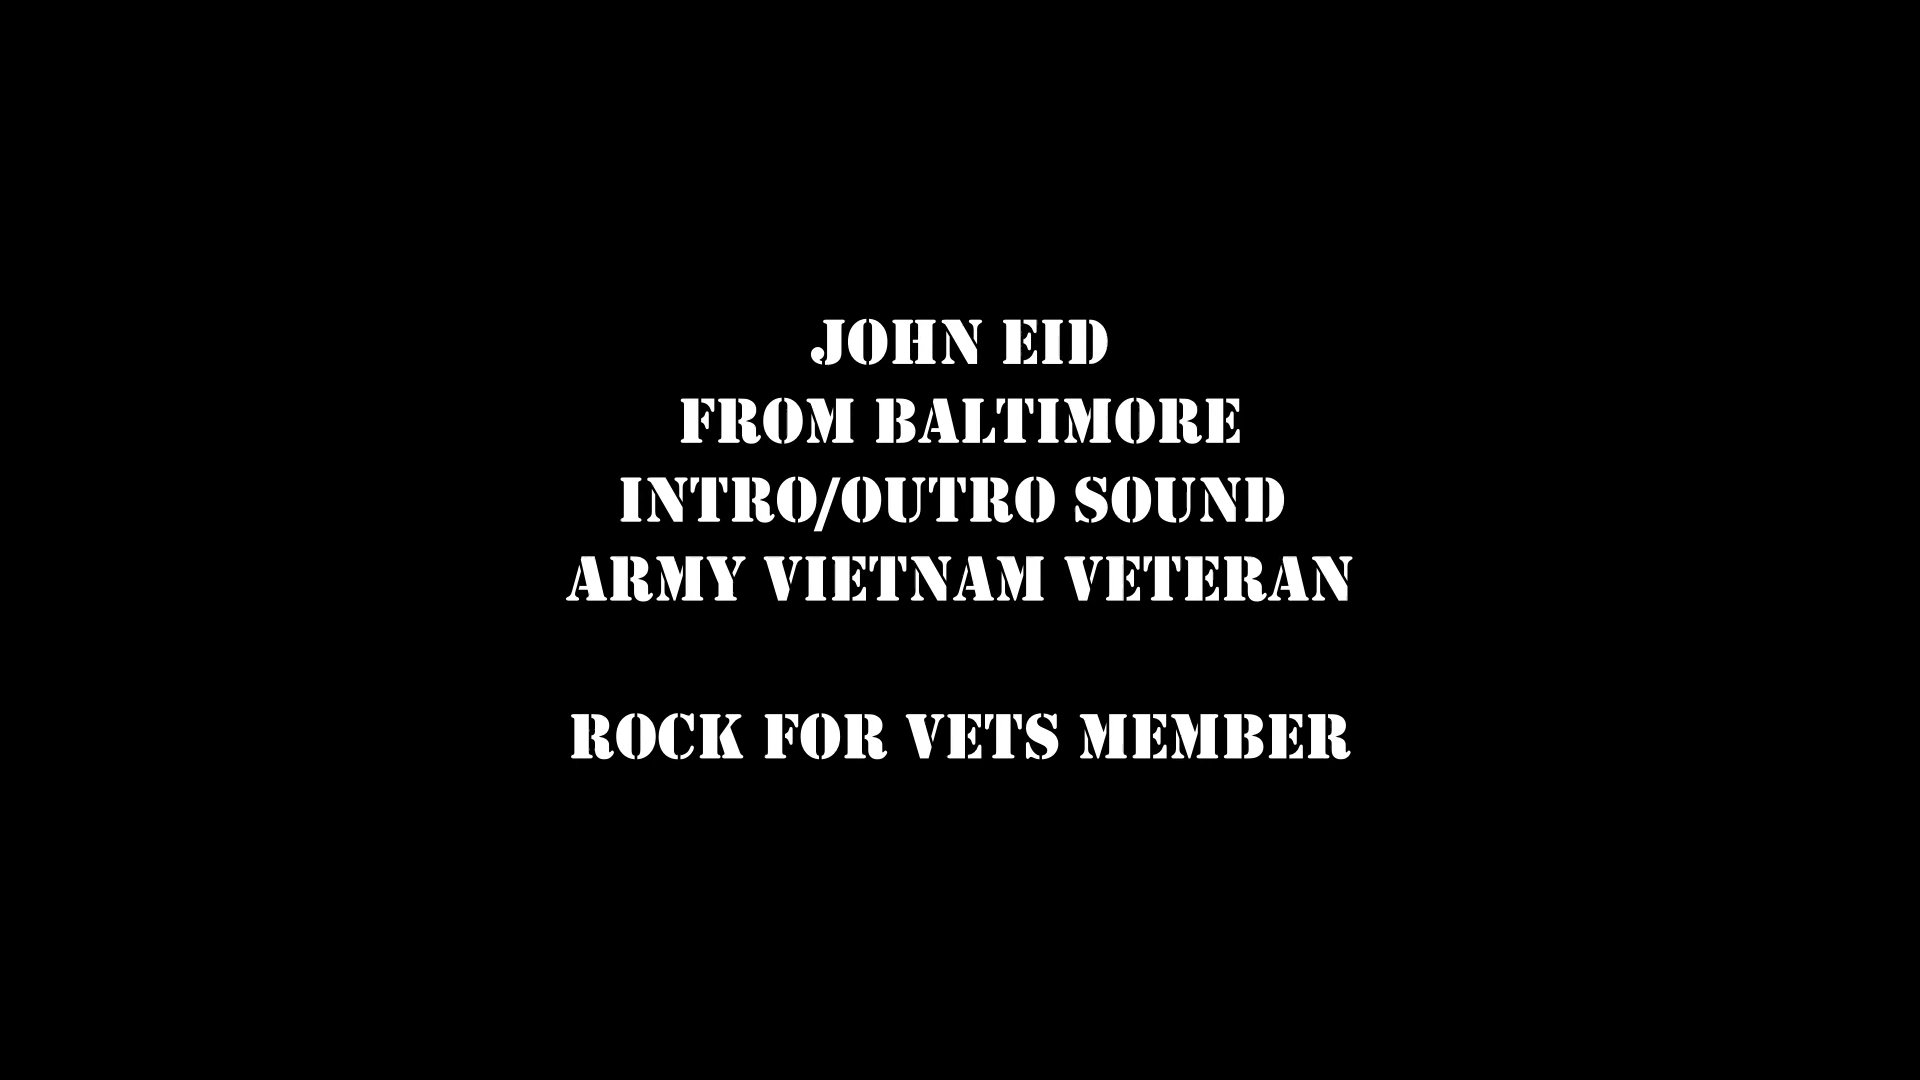 JOHN EID
FROM BALTIMORE
INTRO/OUTRO SOUND
ARMY VIETNAM VETERAN
ROCK FOR VETS MEMBER